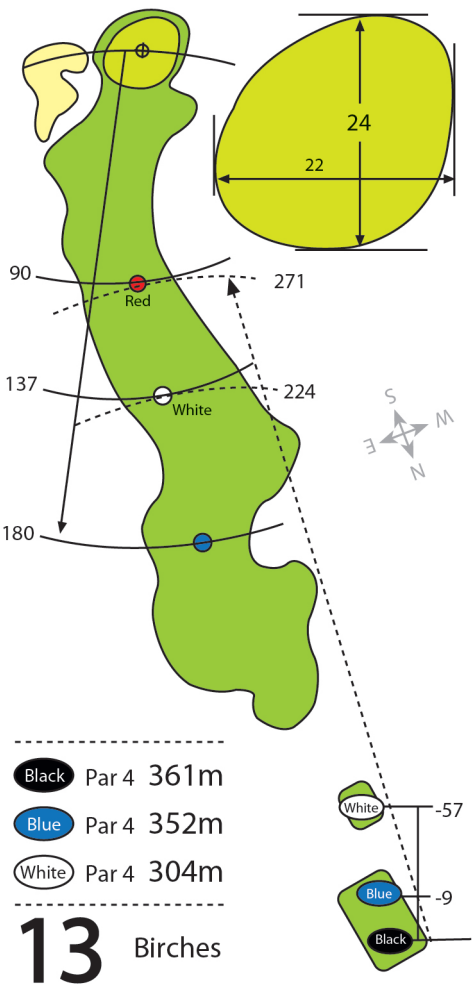 24
22
90
271
Red
137
224
White
S
W
E
N
180
Black Par 4 361m
Blue Par 4 352m
White Par 4 304m
White
-57
Blue
-9
Black
13 Birches